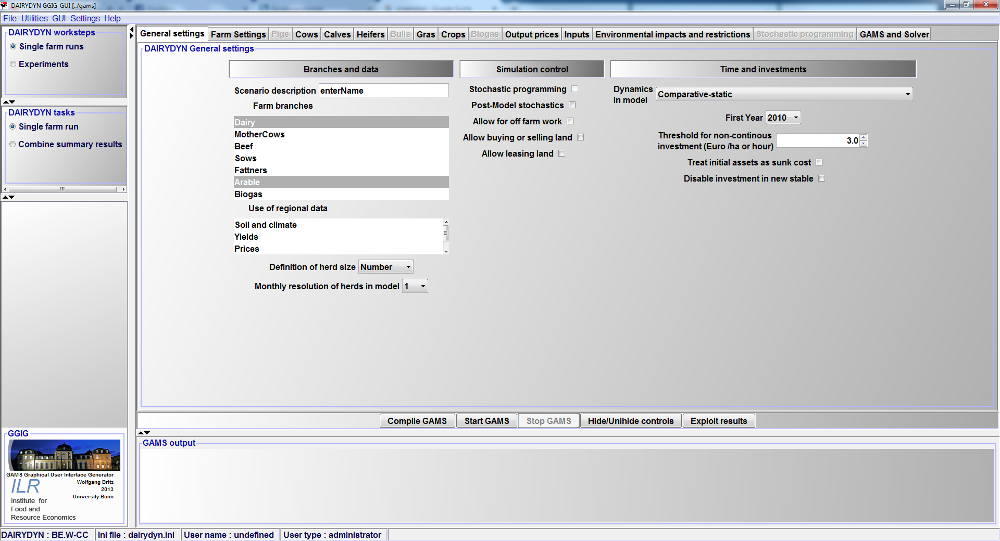 DAIRYDYN GGIG-GUI [../gams]
File Utilities GUI Settings Help
DAIRYDYN worksteps
Single farm runs
Experiments
DAIRYDYN tasks
Single farm run
Combine summary results
General settings Farm Settings Pigs Cows Calves Heifers Bulls Gras Crops Biogas Output prices Inputs Environmental impacts and restrictions Stochastic programming GAMS and Solver
DAIRYDYN General settings
Branches and data
Scenario description enterName
Farm branches
Dairy
MotherCows
Beef
Sows
Fattners
Arable
Biogas
Use of regional data
Soil and climate
Yields
Prices
Definition of herd size Number
Monthly resolution of herds in model 1
Simulation control
Stochastic programming
Post-Model stochastics
Allow for off farm work
Allow buying or selling land
Allow leasing land
Time and investments
Dynamics
in model
Comparative-static
First Year 2010
Threshold for non-continous
investment (Euro /ha or hour)
3.0
Treat initial assets as sunk cost
Disable investment in new stable
Compile GAMS Start GAMS Stop GAMS Hide/Unihide controls Exploit results
GAMS output
GGIG
GAMS Graphical User Interface Generator
Wolfgang Britz
2013
University Bonn
ILR
Institute for
Food and
Resource Economics
DAIRYDYN : BE.W-CC Ini file : dairydyn.ini User name : undefined User type : administrator